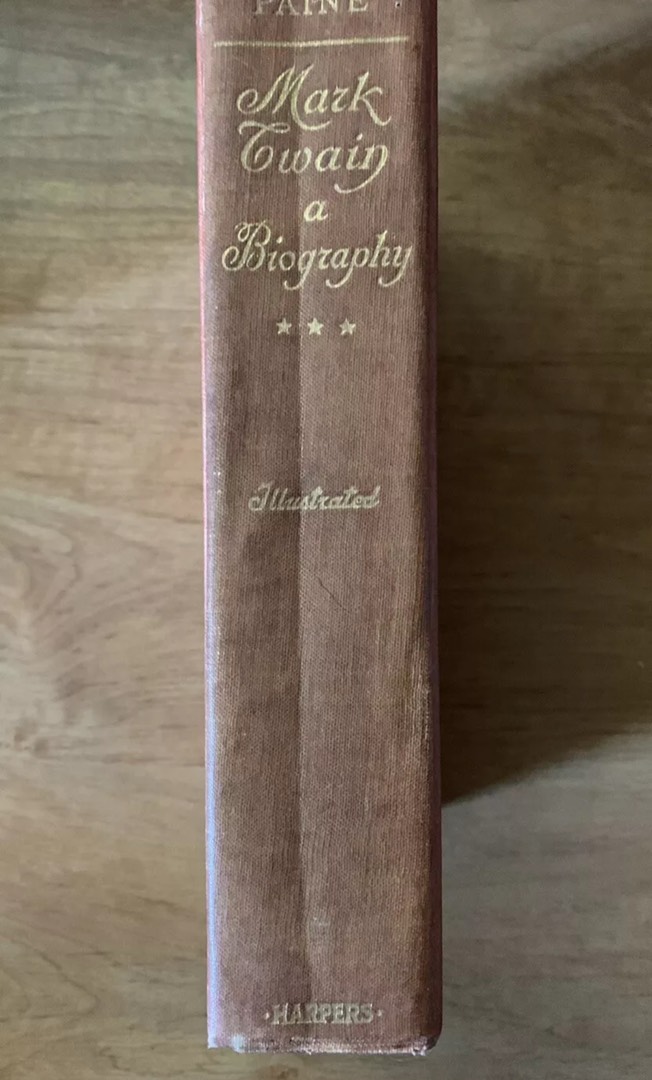 PAINE
Mark
Twain
a
Biography
★ ★ ★
Illustrated
·HARPERS·